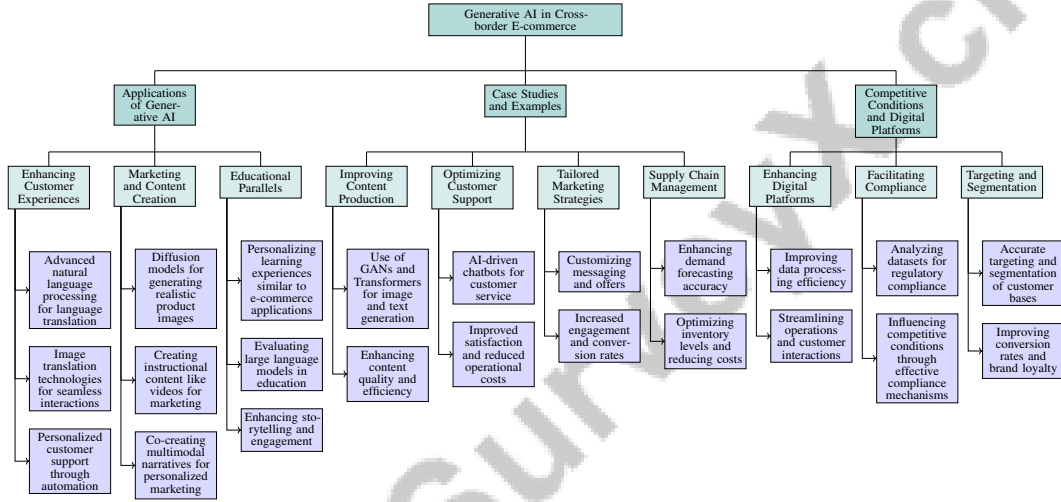 Generative AI in Cross-
border E-commerce
Applications
of Gener-
ative AI
Case Studies
and Examples
Competitive
Conditions
and Digital
Platforms
Enhancing
Customer
Experiences
Marketing
and Content
Creation
Educational
Parallels
Improving
Content
Production
Optimizing
Customer
Support
Tailored
Marketing
Strategies
Supply Chain
Management
Enhancing
Digital
Platforms
Facilitating
Compliance
Targeting and
Segmentation
Advanced
natural
language
processing for
language
translation
Image
translation
technologies
for seamless
interactions
Personalized
customer
support
through
automation
Diffusion
models for
generating
realistic
product
images
Creating
instructional
content like
videos for
marketing
Co-creating
multimodal
narratives for
personalized
marketing
Personalizing
learning
experiences
similar to
e-commerce
applications
Evaluating
large language
models in
education
Enhancing sto-
rytelling and
engagement
Use of
GANs and
Transformers
for image
and text
generation
Enhancing
content
quality and
efficiency
AI-driven
chatbots for
customer
service
Improved
satisfaction
and reduced
operational
costs
Customizing
messaging
and offers
Increased
engagement
and conver-
sion rates
Enhancing
demand
forecasting
accuracy
Optimizing
inventory
levels and
reducing costs
Improving
data process-
ing efficiency
Streamlining
operations
and customer
interactions
Analyzing
datasets for
regulatory
compliance
Influencing
competitive
conditions
through
effective
compliance
mechanisms
Accurate
targeting and
segmentation
of customer
bases
Improving
conversion
rates and
brand loyalty
SurveyX.c